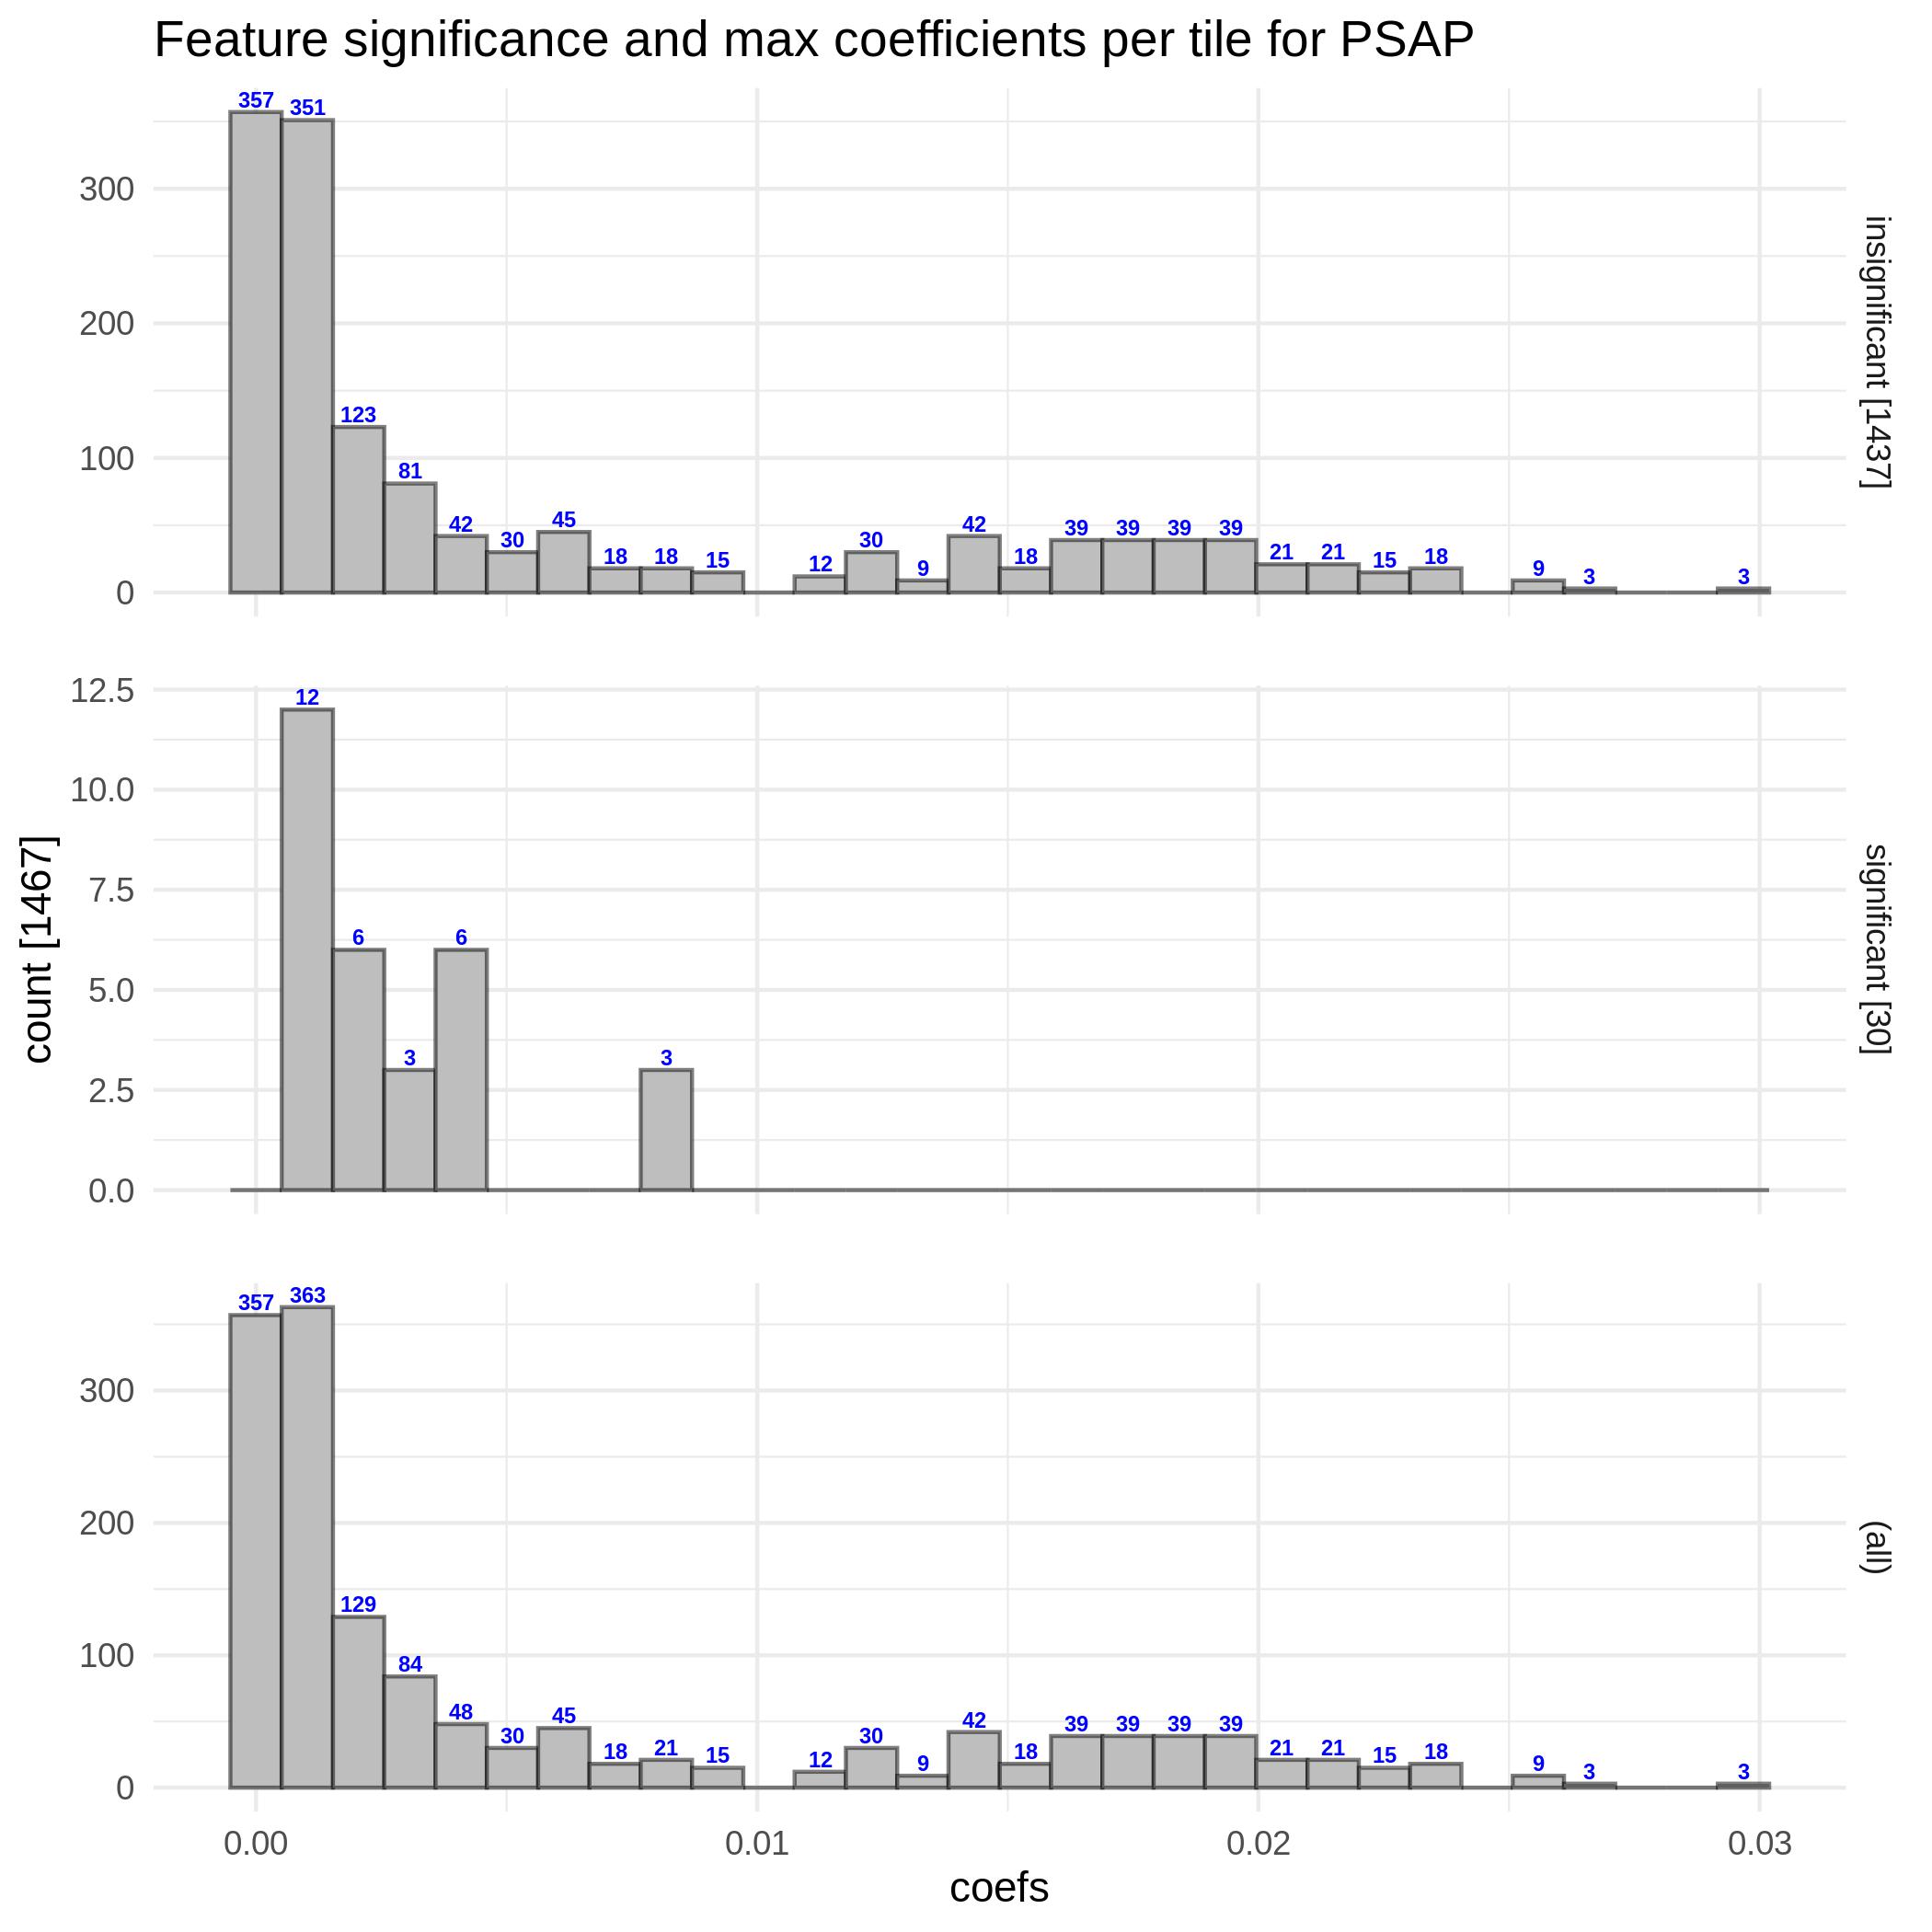 Feature significance and max coefficients per tile for PSAP
357 351 123 81 42 30 45 18 18 15 12 30 9 42 18 39 39 39 39 21 21 15 18 9 3 3
300
200
100
0
insignificant [1437]
count [1467]
12 6 3 6 3
12.5
10.0
7.5
5.0
2.5
0.0
significant [30]
357 363 129 84 48 30 45 18 21 15 12 30 9 42 18 39 39 39 39 21 21 15 18 9 3 3
300
200
100
0
(all)
0.00 0.01 0.02 0.03
coefs